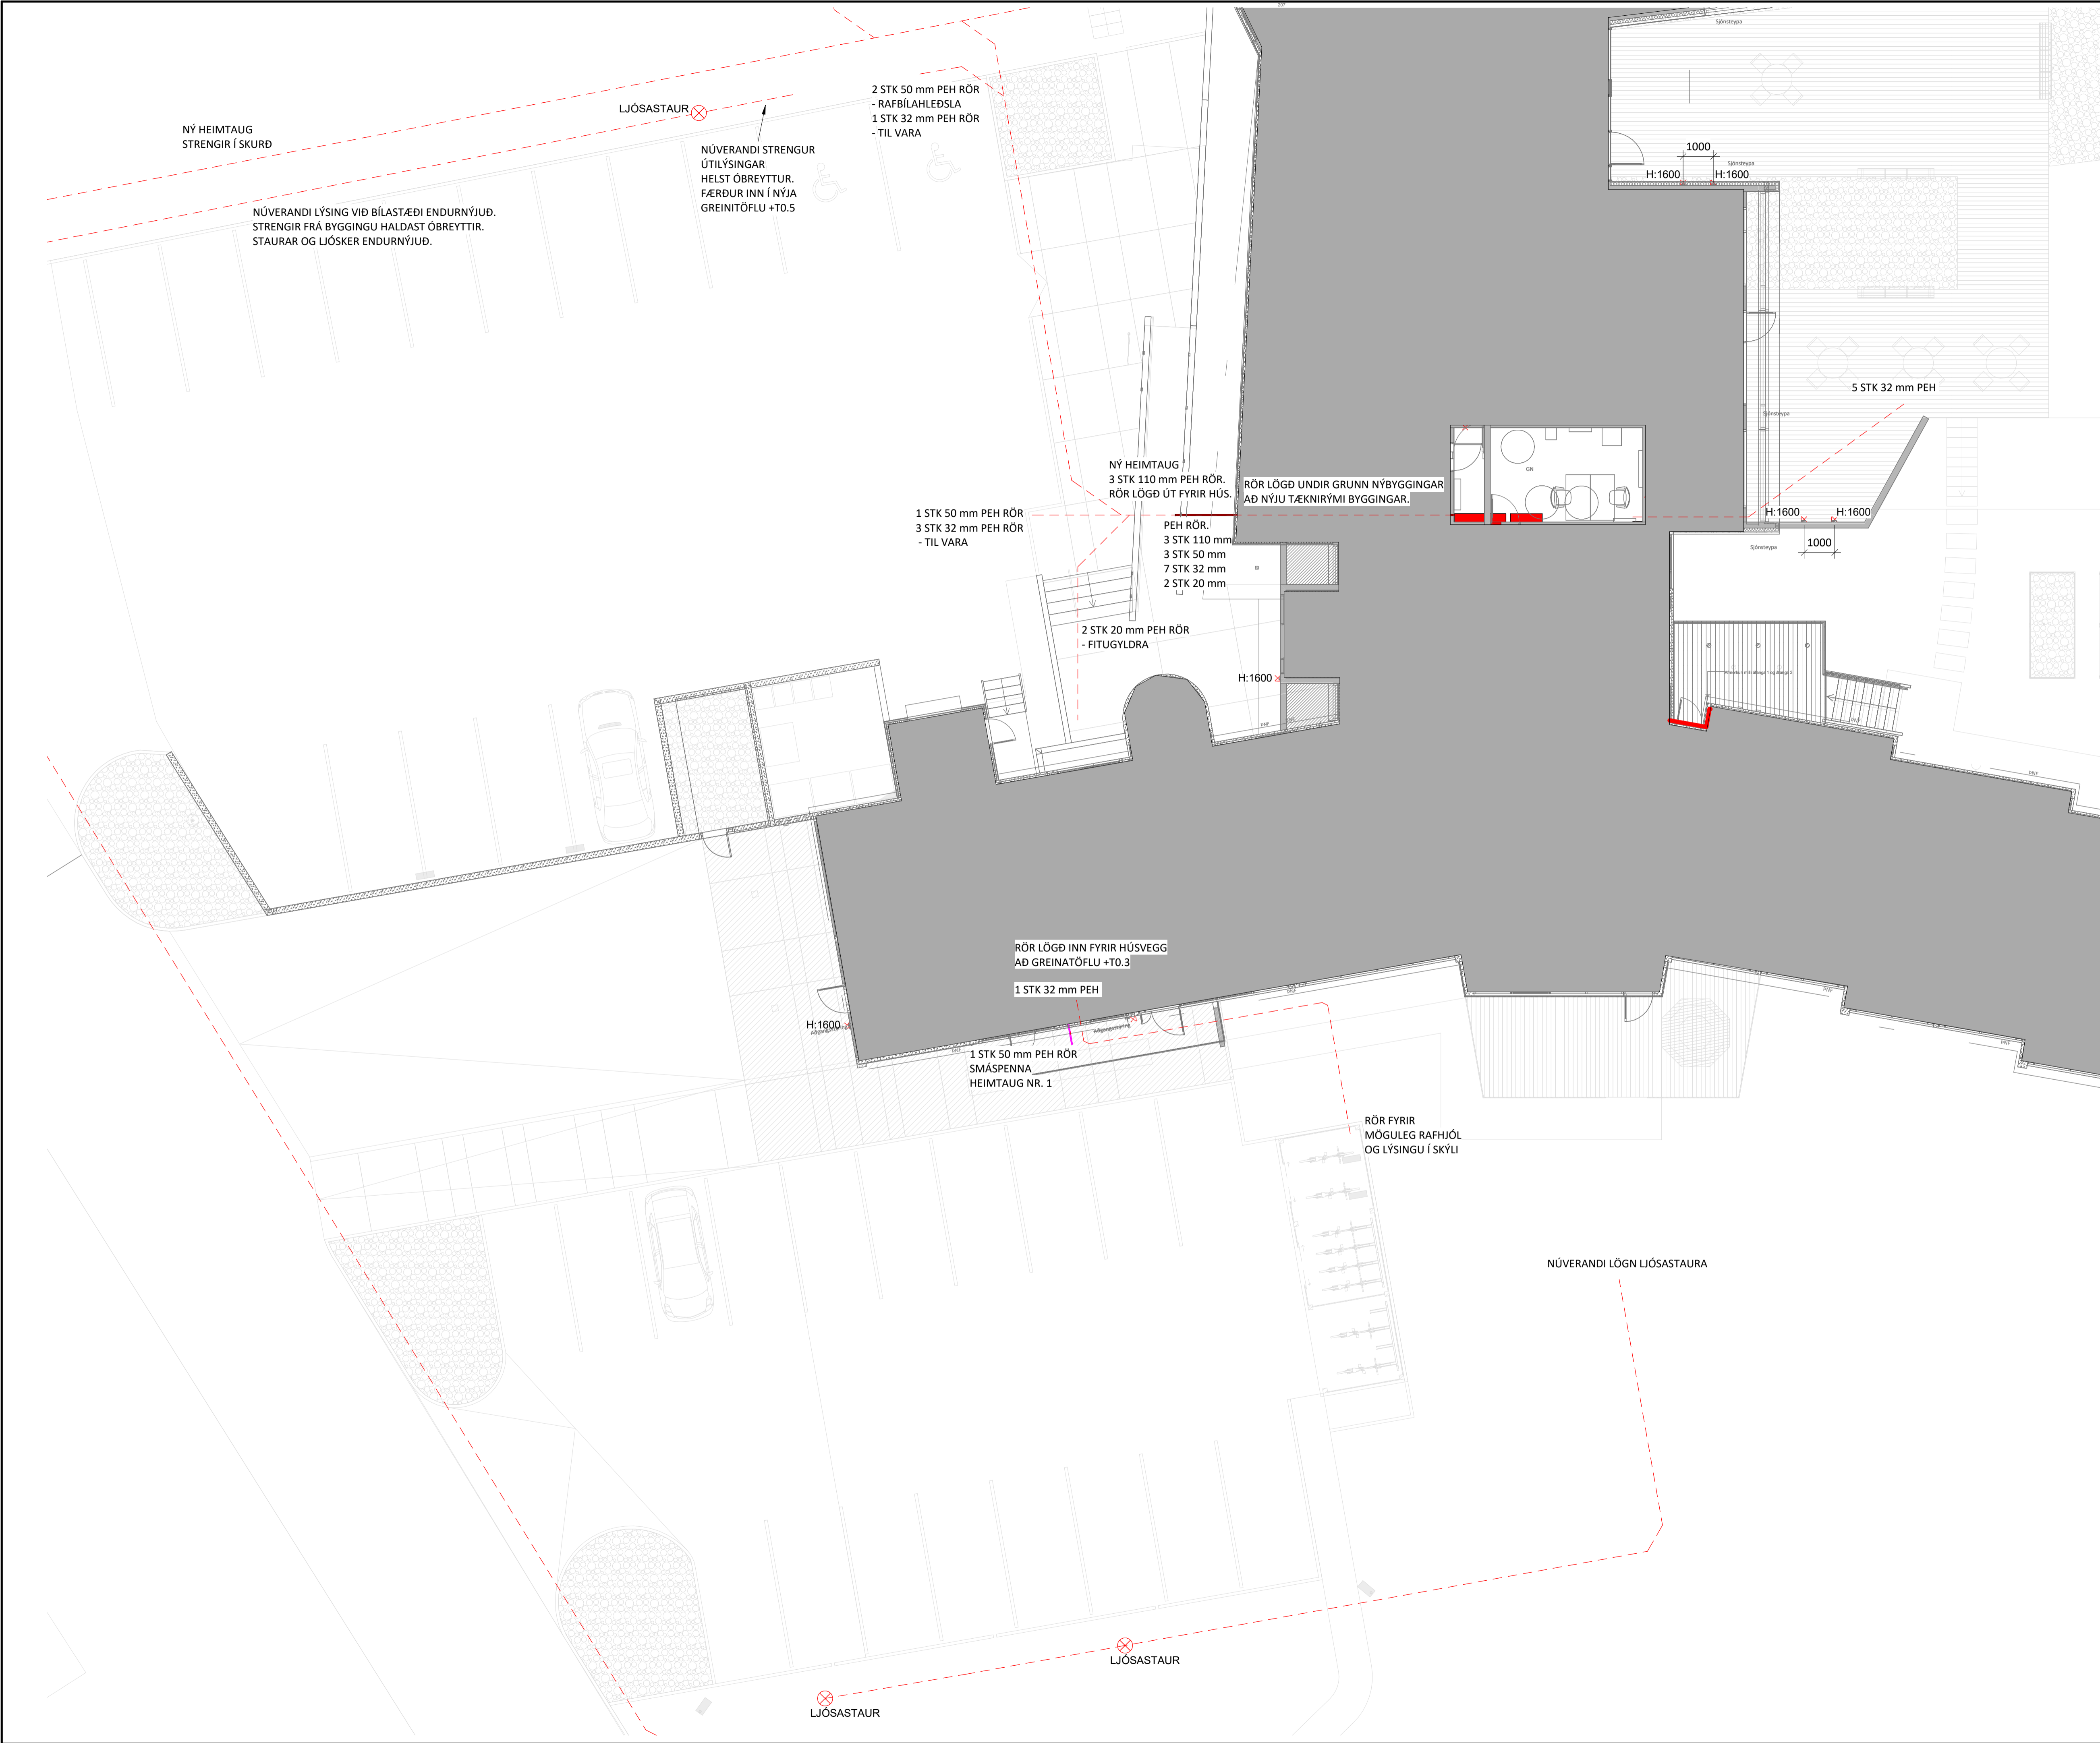 Sjónsteypa
LJÓSASTAUR
2 STK 50 mm PEH RÖR
- RAFBÍLAHLEÐSLA
1 STK 32 mm PEH RÖR
- TIL VARA
NÝ HEIMTAUG
STRENGIR Í SKURÐ
NÚVERANDI STRENGUR
ÚTILÝSINGAR
HELST ÓBREYTTUR.
FÆRÐUR INN Í NÝJA
GREINITÖFLU +T0.5
1000
Sjónsteypa
H:1600
H:1600
NÚVERANDI LÝSING VIÐ BÍLASTÆÐI ENDURNÝJUÐ.
STRENGIR FRÁ BYGGINGU HALDAST ÓBREYTTIR.
STAURAR OG LJÓSKER ENDURNÝJUÐ.
5 STK 32 mm PEH
Sjónsteypa
NÝ HEIMTAUG
3 STK 110 mm PEH RÖR.
RÖR LÖGÐ ÚT FYRIR HÚS.
RÖR LÖGÐ UNDIR GRUNN NÝBYGGINGAR
AÐ NÝJU TÆKNIRÝMI BYGGINGAR.
GN
1 STK 50 mm PEH RÖR
3 STK 32 mm PEH RÖR
- TIL VARA
PEH RÖR.
3 STK 110 mm
3 STK 50 mm
7 STK 32 mm
2 STK 20 mm
H:1600
H:1600
1000
Sjónsteypa
2 STK 20 mm PEH RÖR
- FITUGYLDRA
H:1600
RÖR LÖGÐ INN FYRIR HÚSVEGG
AÐ GREINATÖFLU +T0.3
1 STK 32 mm PEH
H:1600
Aðgangsstýring
Aðgangsstýring
1 STK 50 mm PEH RÖR
SMÁSPENNA
HEIMTAUG NR. 1
RÖR FYRIR
MÖGULEG RAFHJÓL
OG LÝSINGU Í SKÝLI
NÚVERANDI LÖGN LJÓSASTAURA
LJÓSASTAUR
LJÓSASTAUR